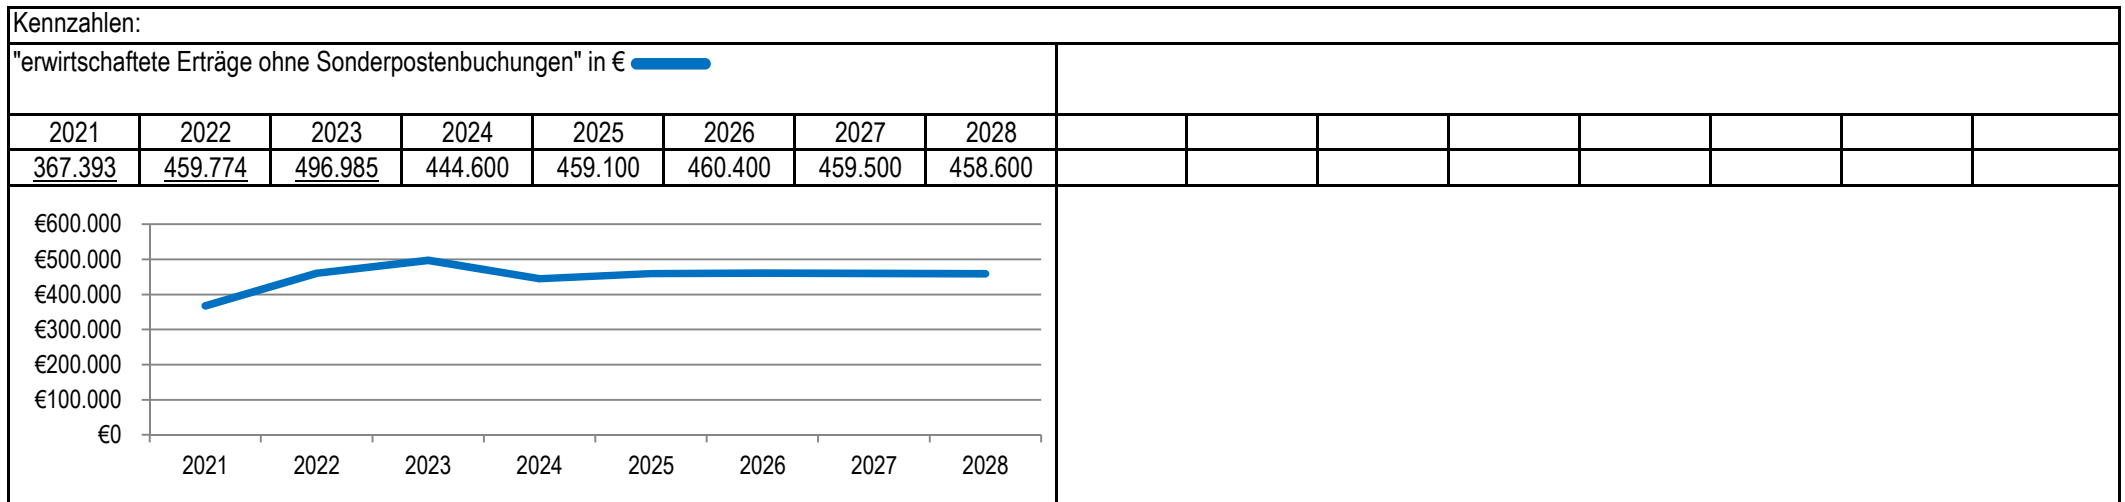 Kennzahlen:
"erwirtschaftete Erträge ohne Sonderpostenbuchungen" in €
2021 2022 2023 2024 2025 2026 2027 2028
367.393 459.774 496.985 444.600 459.100 460.400 459.500 458.600
€600.000
€500.000
€400.000
€300.000
€200.000
€100.000
€0
2021 2022 2023 2024 2025 2026 2027 2028